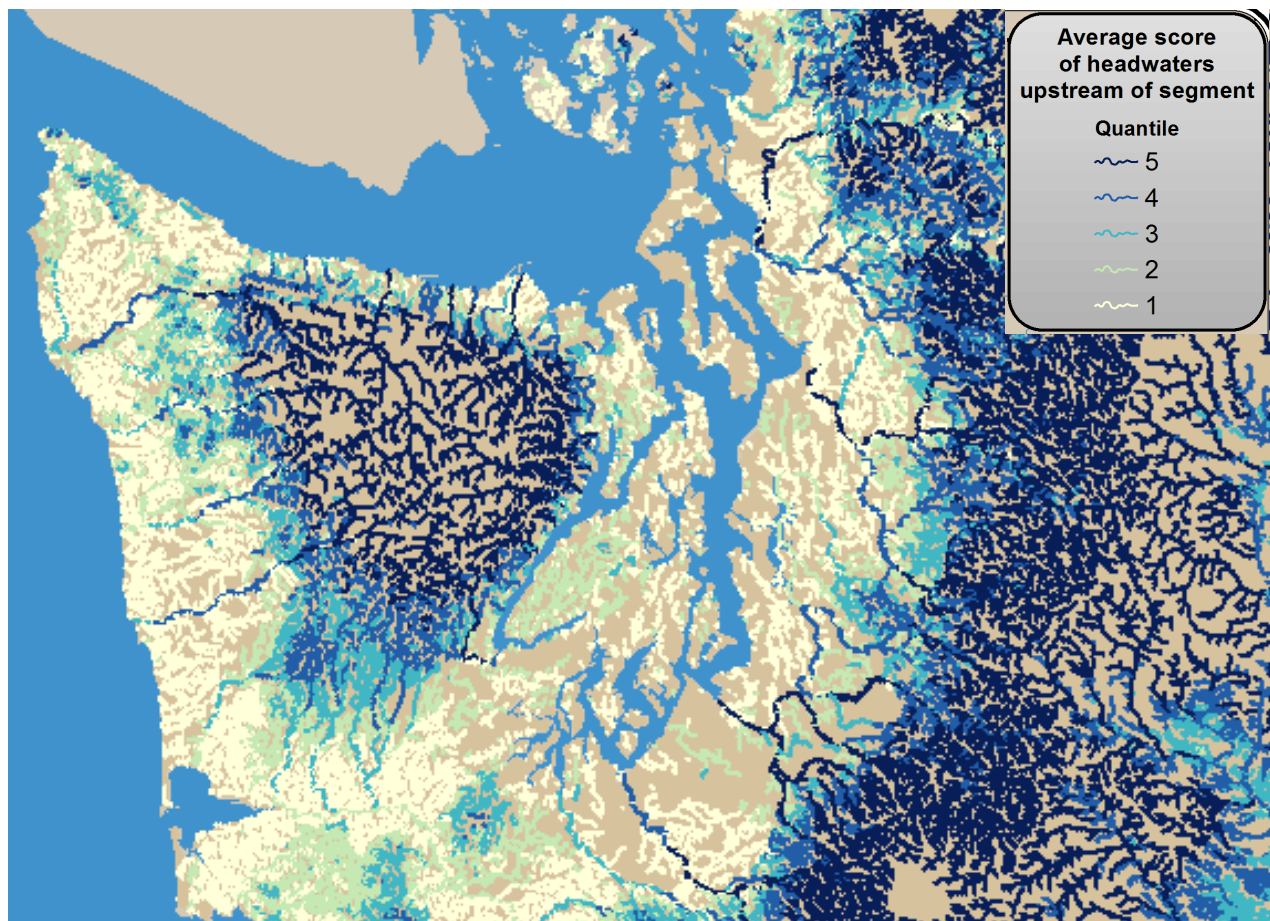 Average score
of headwaters
upstream of segment
Quantile
5
4
3
2
1